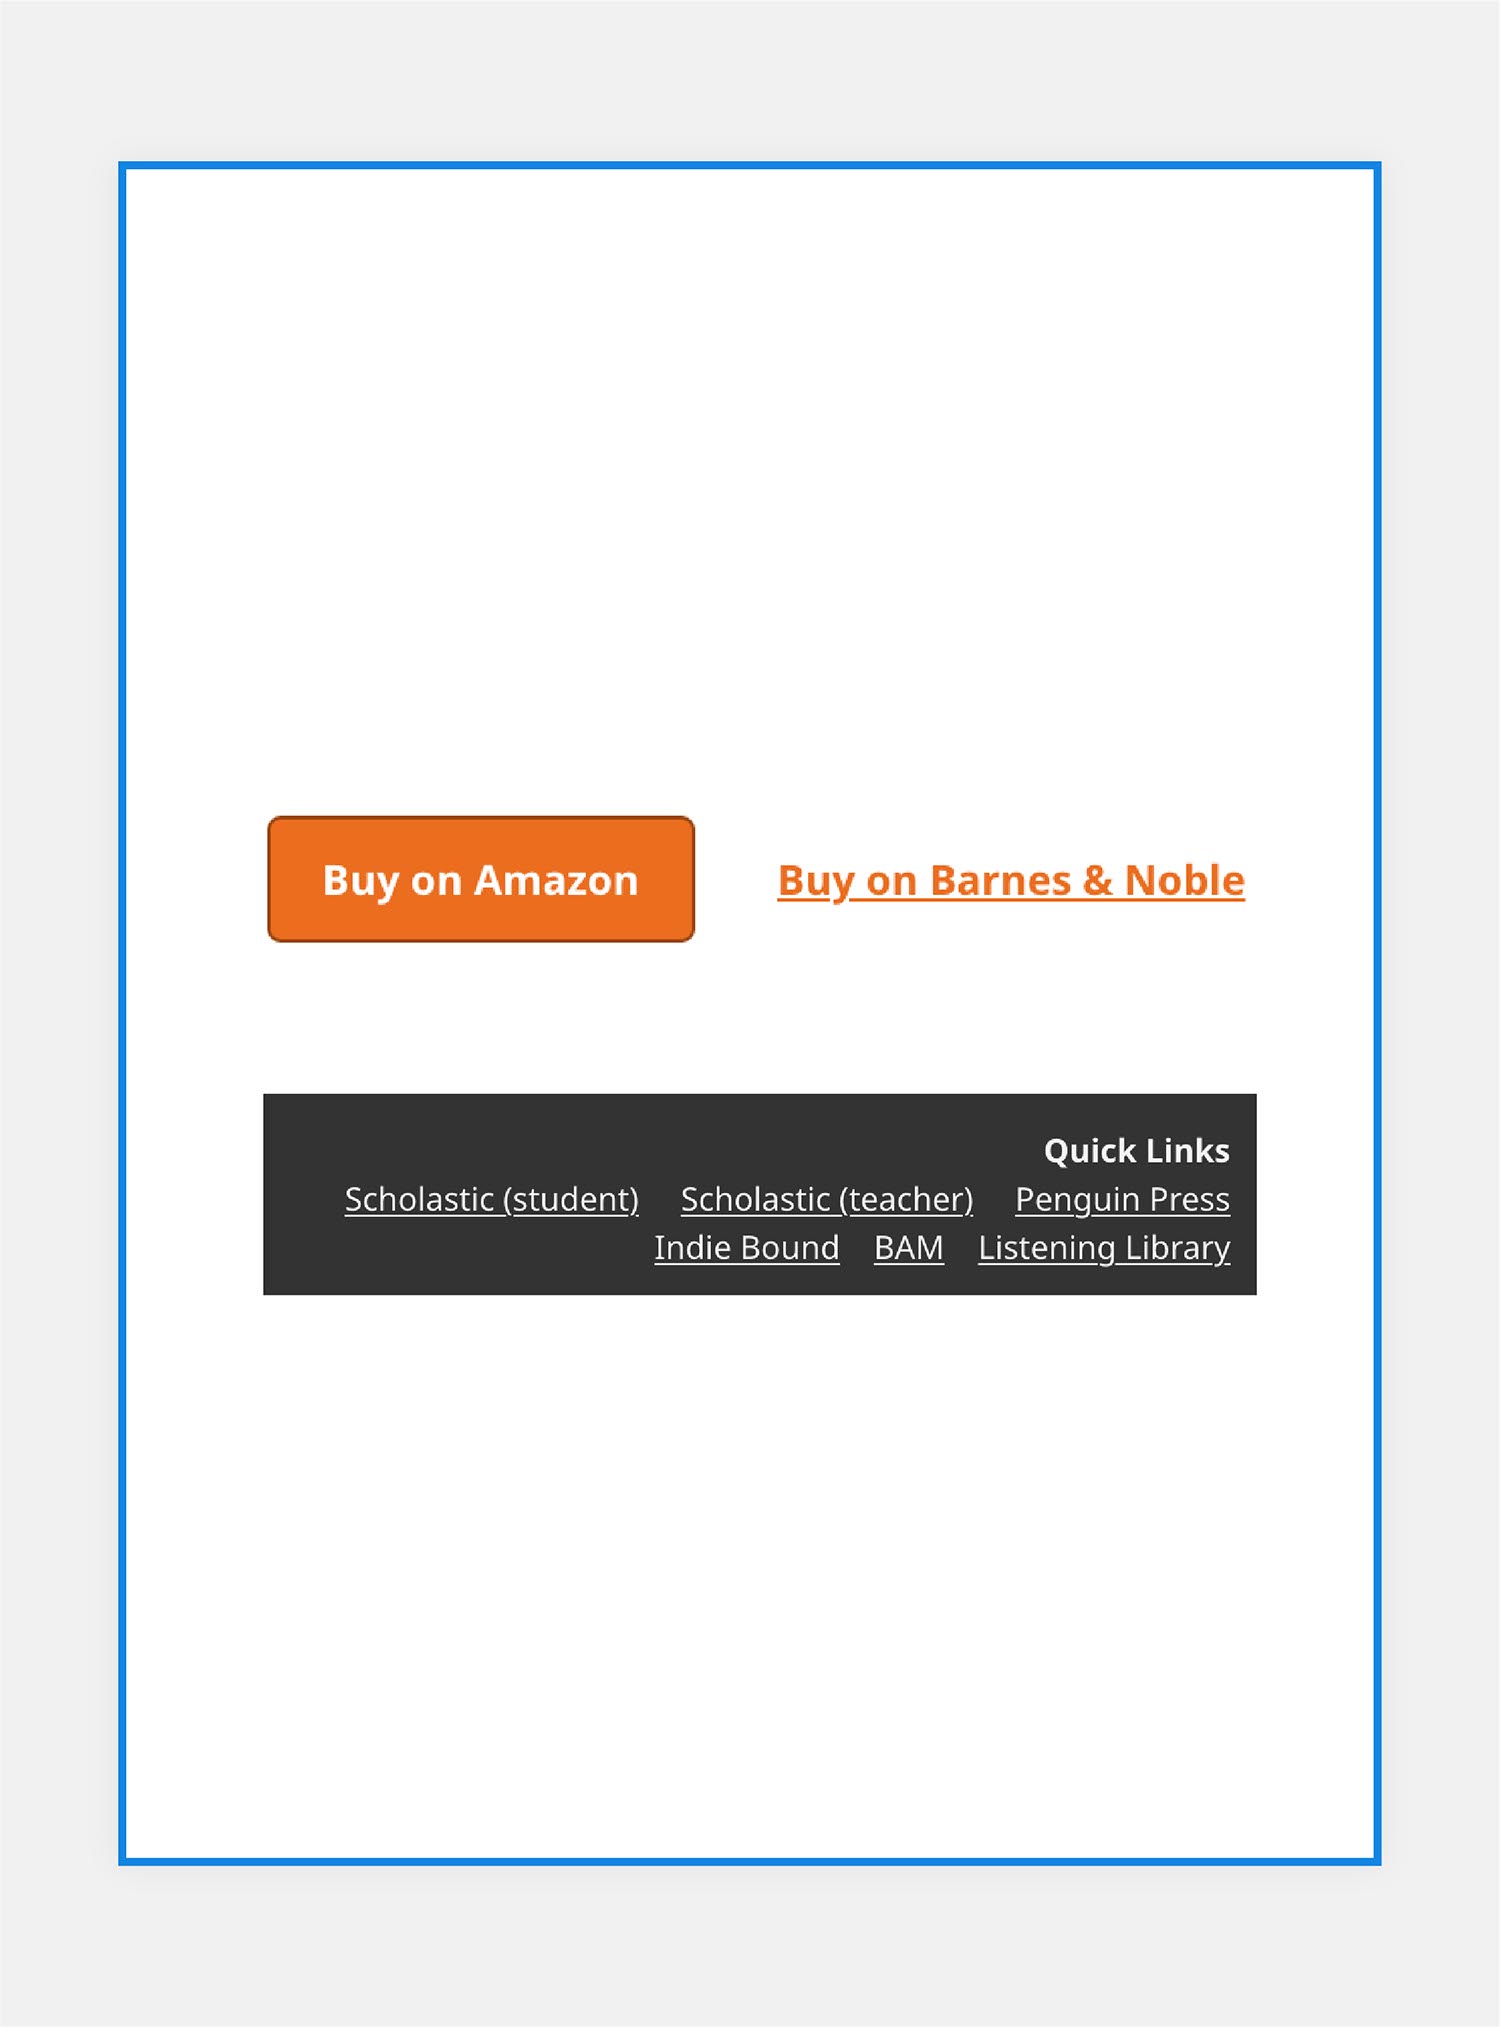 Buy on Amazon
Buy on Barnes & Noble
Quick Links
Scholastic (student) Scholastic (teacher) Penguin Press
Indie Bound BAM Listening Library